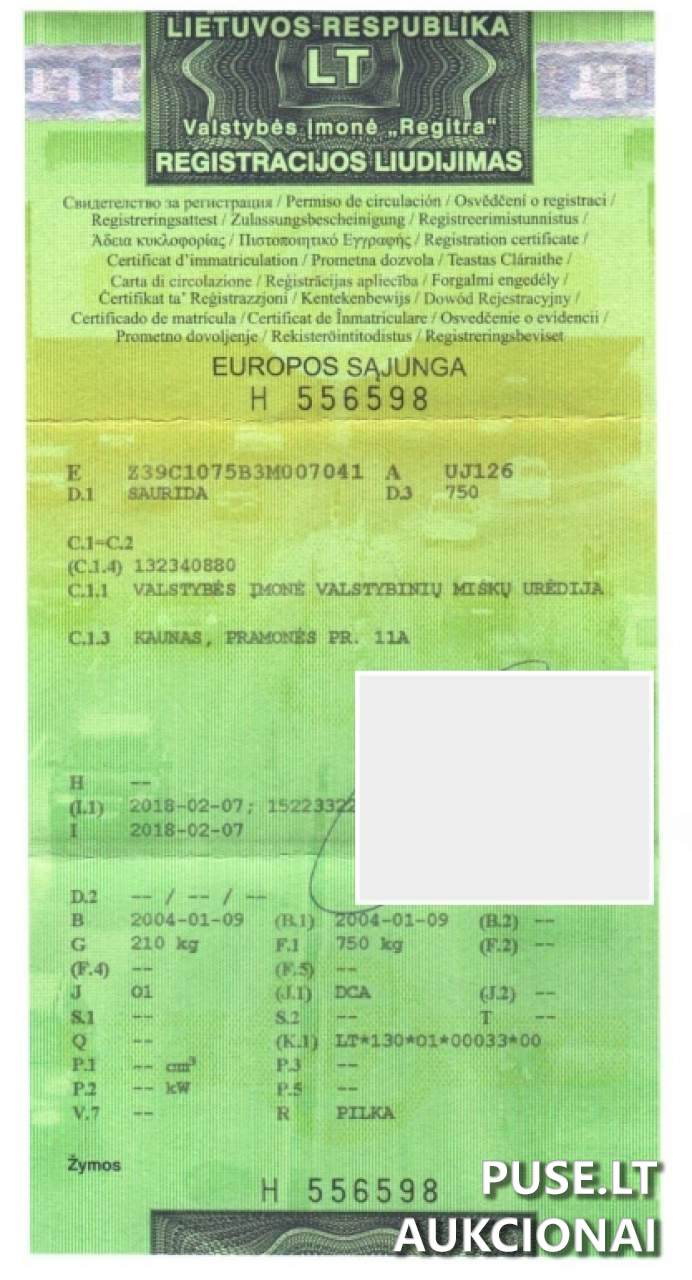 LIETUVOS RESPUBLIKA
LT
LT
Valstybės įmonė „Regitra“
REGISTRACIJOS LIUDIJIMAS
Свидетелство за регистрация / Permiso de circulación / Osvědčení o registraci /
Registreringsattest / Zulassungsbescheinigung / Registreerimistunnistus /
Άδεια κυκλοφορίας / Πιστοποιητικό Εγγραφής / Registration certificate /
Certificat d’immatriculation / Prometna dozvola / Teastas Cláraithe /
Carta di circolazione / Reģistrācijas apliecība / Forgalmi engedély /
Ċertifikat ta’ Reġistrazzjoni / Kentekenbewijs / Dowód Rejestracyjny /
Certificado de matrícula / Certificat de Înmatriculare / Osvedčenie o evidencii /
Prometno dovoljenje / Rekisteröintitodistus / Registreringsbeviset
EUROPOS SĄJUNGA
H 556598
E Z39C1075B3M007041 A UJ126
D.1 SAURIDA D.3 750
C.1=C.2
(C.1.4) 132340880
C.1.1 VALSTYBĖS ĮMONĖ VALSTYBINIŲ MIŠKŲ URĖDIJA
C.1.3 KAUNAS, PRAMONĖS PR. 11A
H --
(I.1) 2018-02-07; 15223322
I 2018-02-07
D.2 -- / -- / --
B 2004-01-09 (B.1) 2004-01-09 (B.2) --
G 210 kg F.1 750 kg (F.2) --
(F.4) -- (F.5) --
J O1 (J.1) DCA (J.2) --
S.1 -- S.2 -- T --
Q -- (K.1) LT*130*01*00033*00
P.1 -- cm³ P.3 --
P.2 -- kW P.5 --
V.7 -- R PILKA
Žymos
H 556598
PUSE.LT
AUKCIONAI